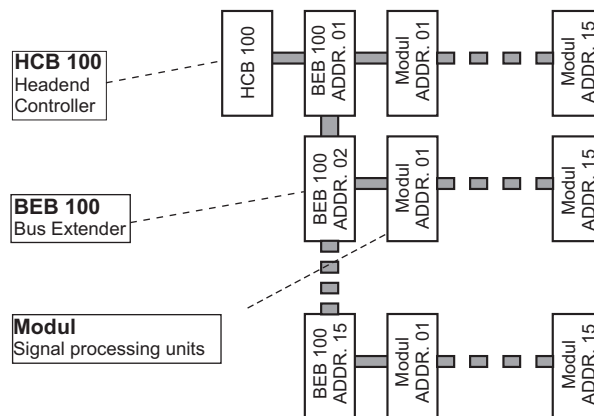 HCB 100
Headend
Controller
HCB 100
BEB 100
ADDR. 01
Modul
ADDR. 01
Modul
ADDR. 15
BEB 100
Bus Extender
BEB 100
ADDR. 02
Modul
ADDR. 01
Modul
ADDR. 15
Modul
Signal processing units
BEB 100
ADDR. 15
Modul
ADDR. 01
Modul
ADDR. 15